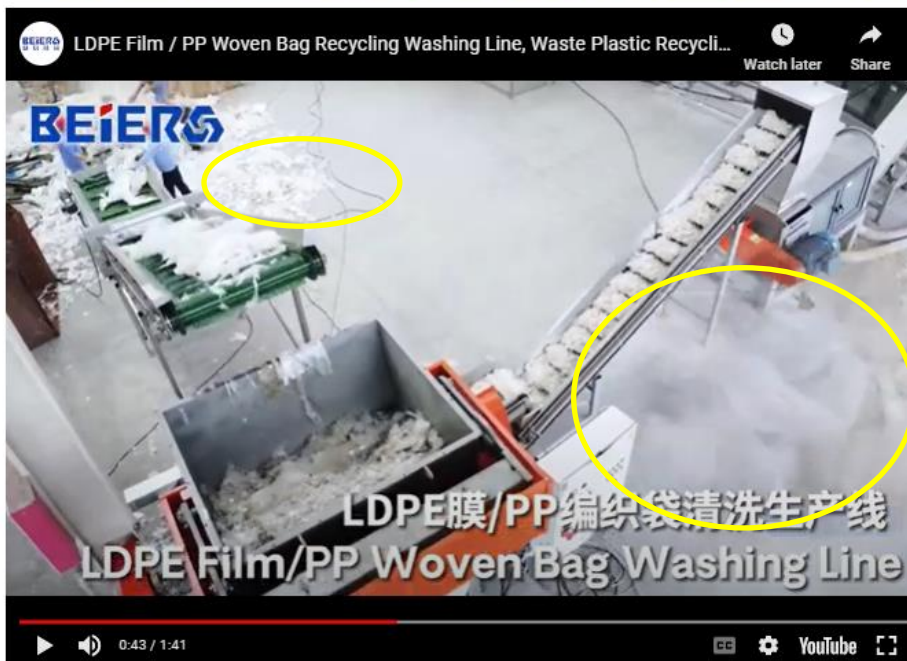 BEIERS
LDPE Film / PP Woven Bag Recycling Washing Line, Waste Plastic Recycli...
Watch later
Share
BEIERS
LDPE膜/PP编织袋清洗生产线
LDPE Film/PP Woven Bag Washing Line
0:43 / 1:41
CC
YouTube